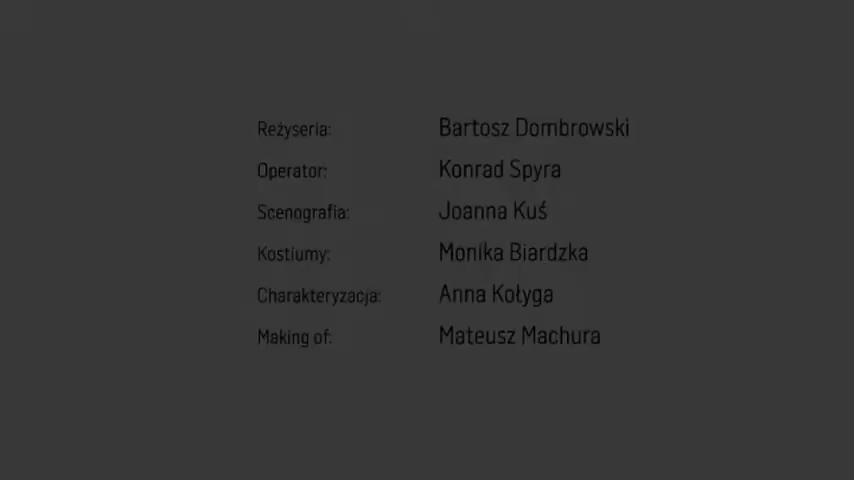 Reżyseria: Bartosz Dombrowski
Operator: Konrad Spyra
Scenografia: Joanna Kuś
Kostiumy: Monika Biardzka
Charakteryzacja: Anna Kołyga
Making of: Mateusz Machura